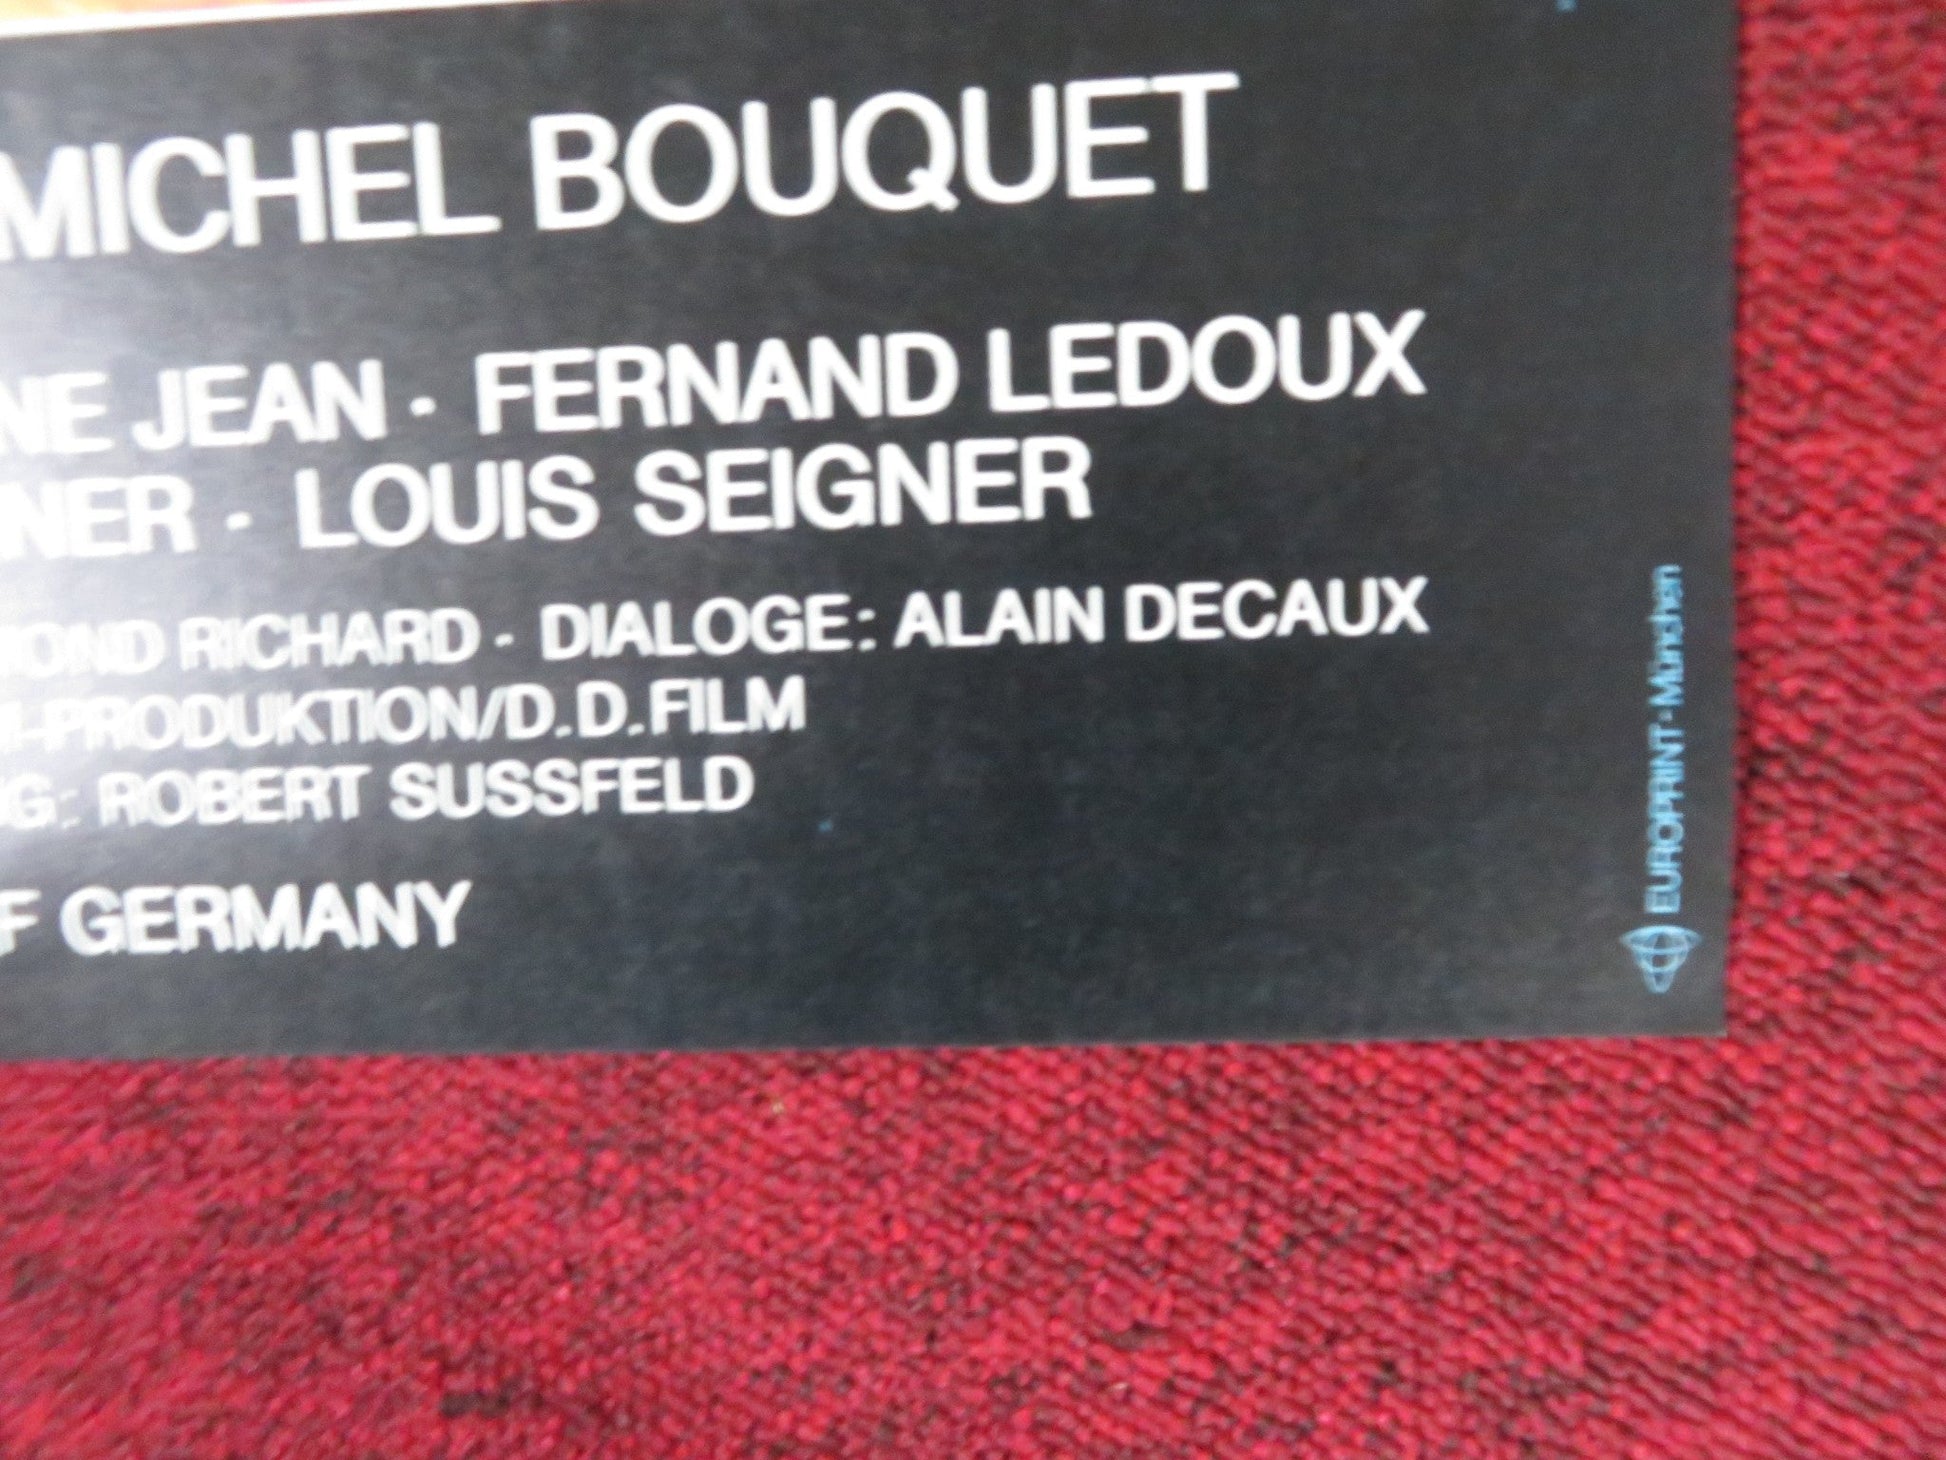 MICHEL BOUQUET
NE JEAN - FERNAND LEDOUX
NER - LOUIS SEIGNER
MOND RICHARD - DIALOGE: ALAIN DECAUX
-PRODUKTION/D.D.FILM
G: ROBERT SUSSFELD
F GERMANY
EUROPRINT - München